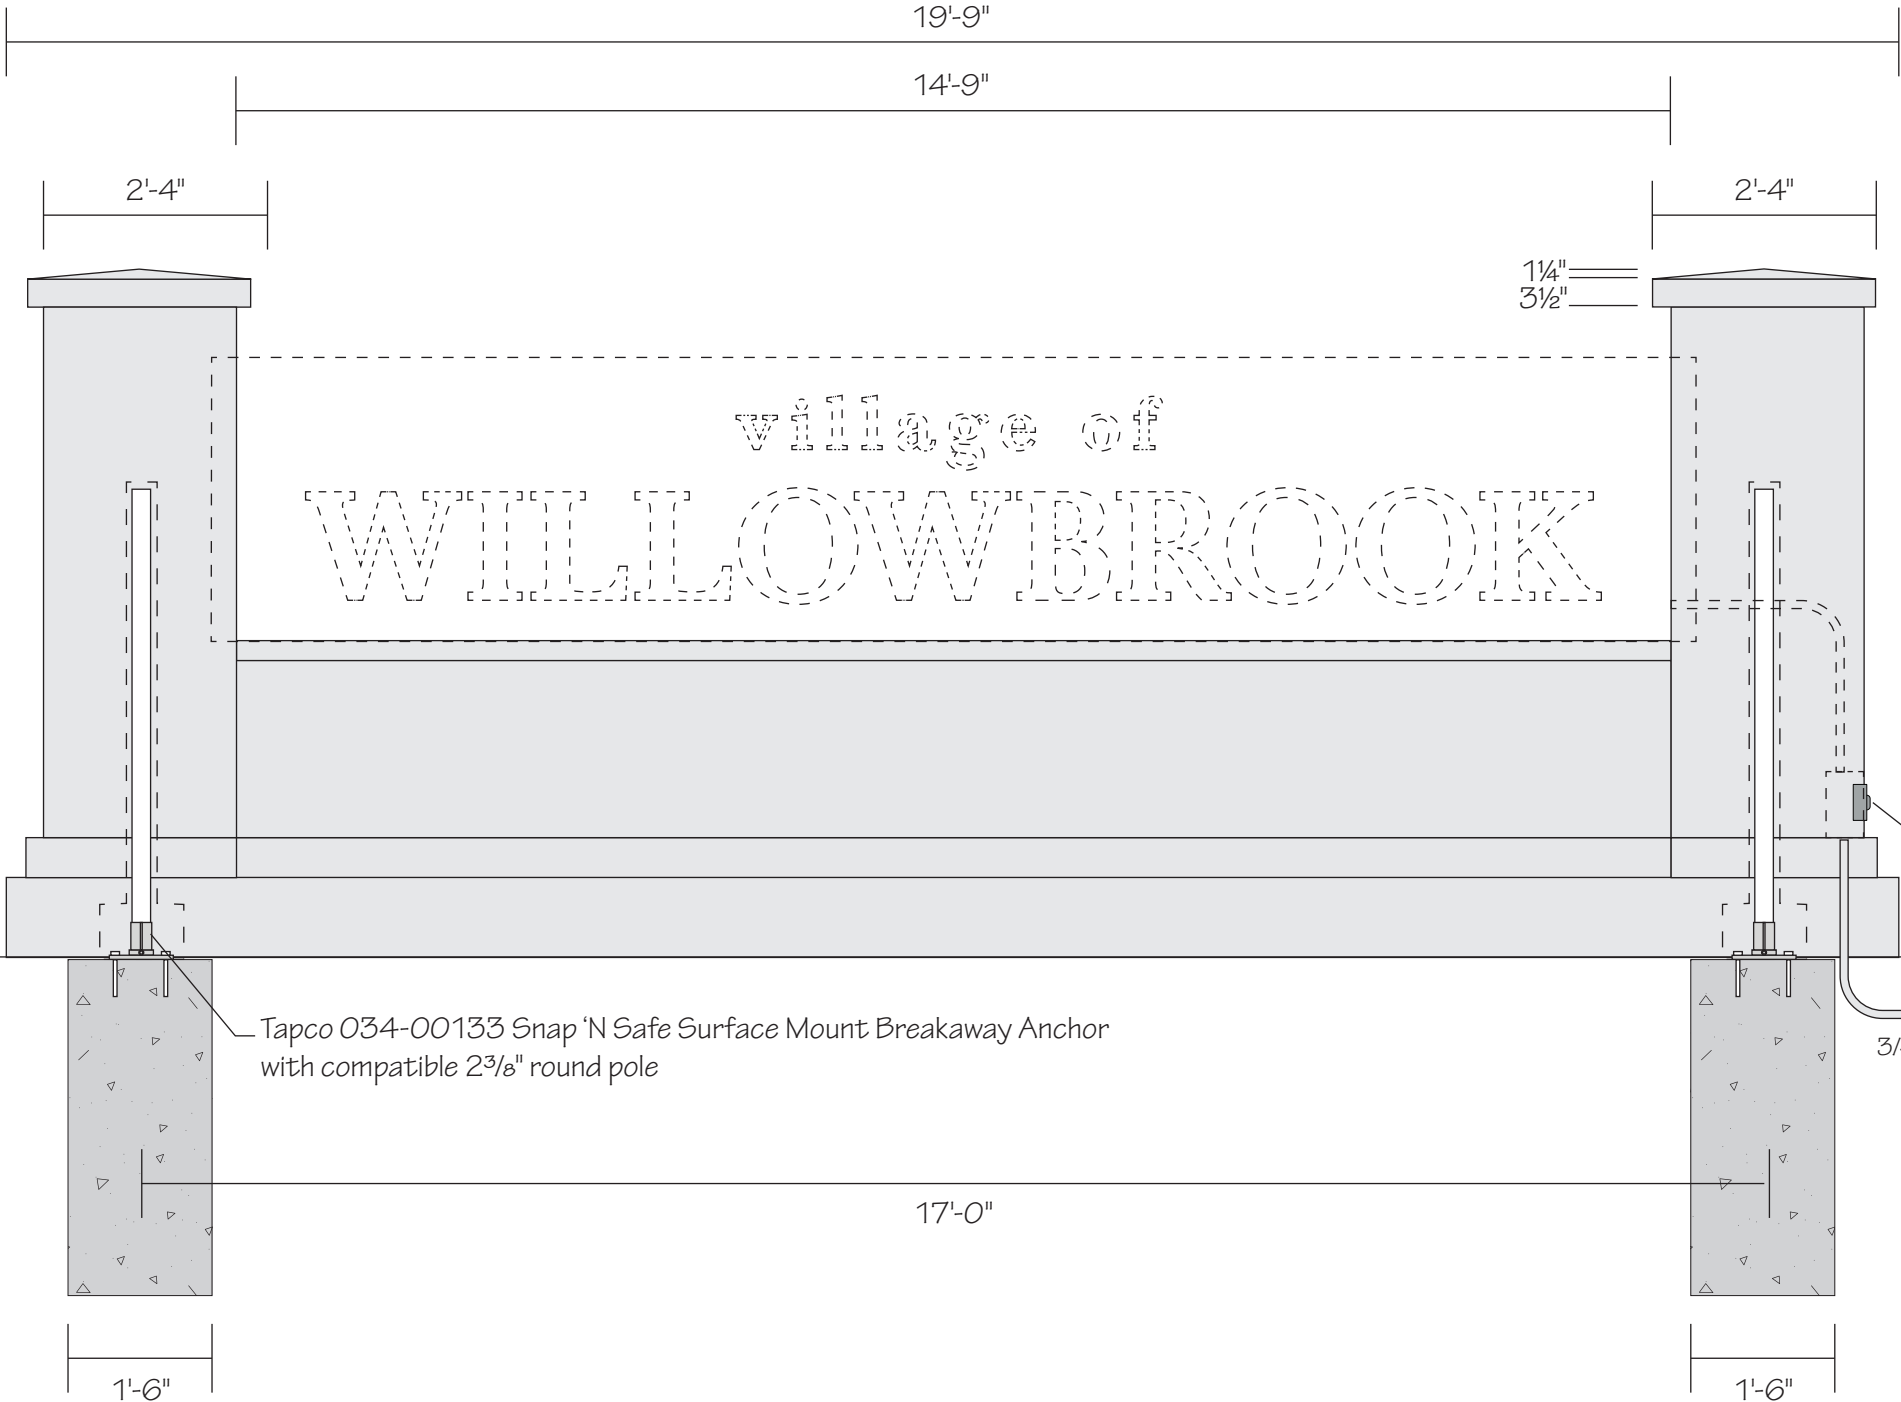 19'-9"
14'-9"
2'-4"
2'-4"
1¼"
3½"
village of
WILLOWBROOK
Tapco 034-00133 Snap ‘N Safe Surface Mount Breakaway Anchor
with compatible 2³/₈" round pole
3/
17'-0"
1'-6"
1'-6"